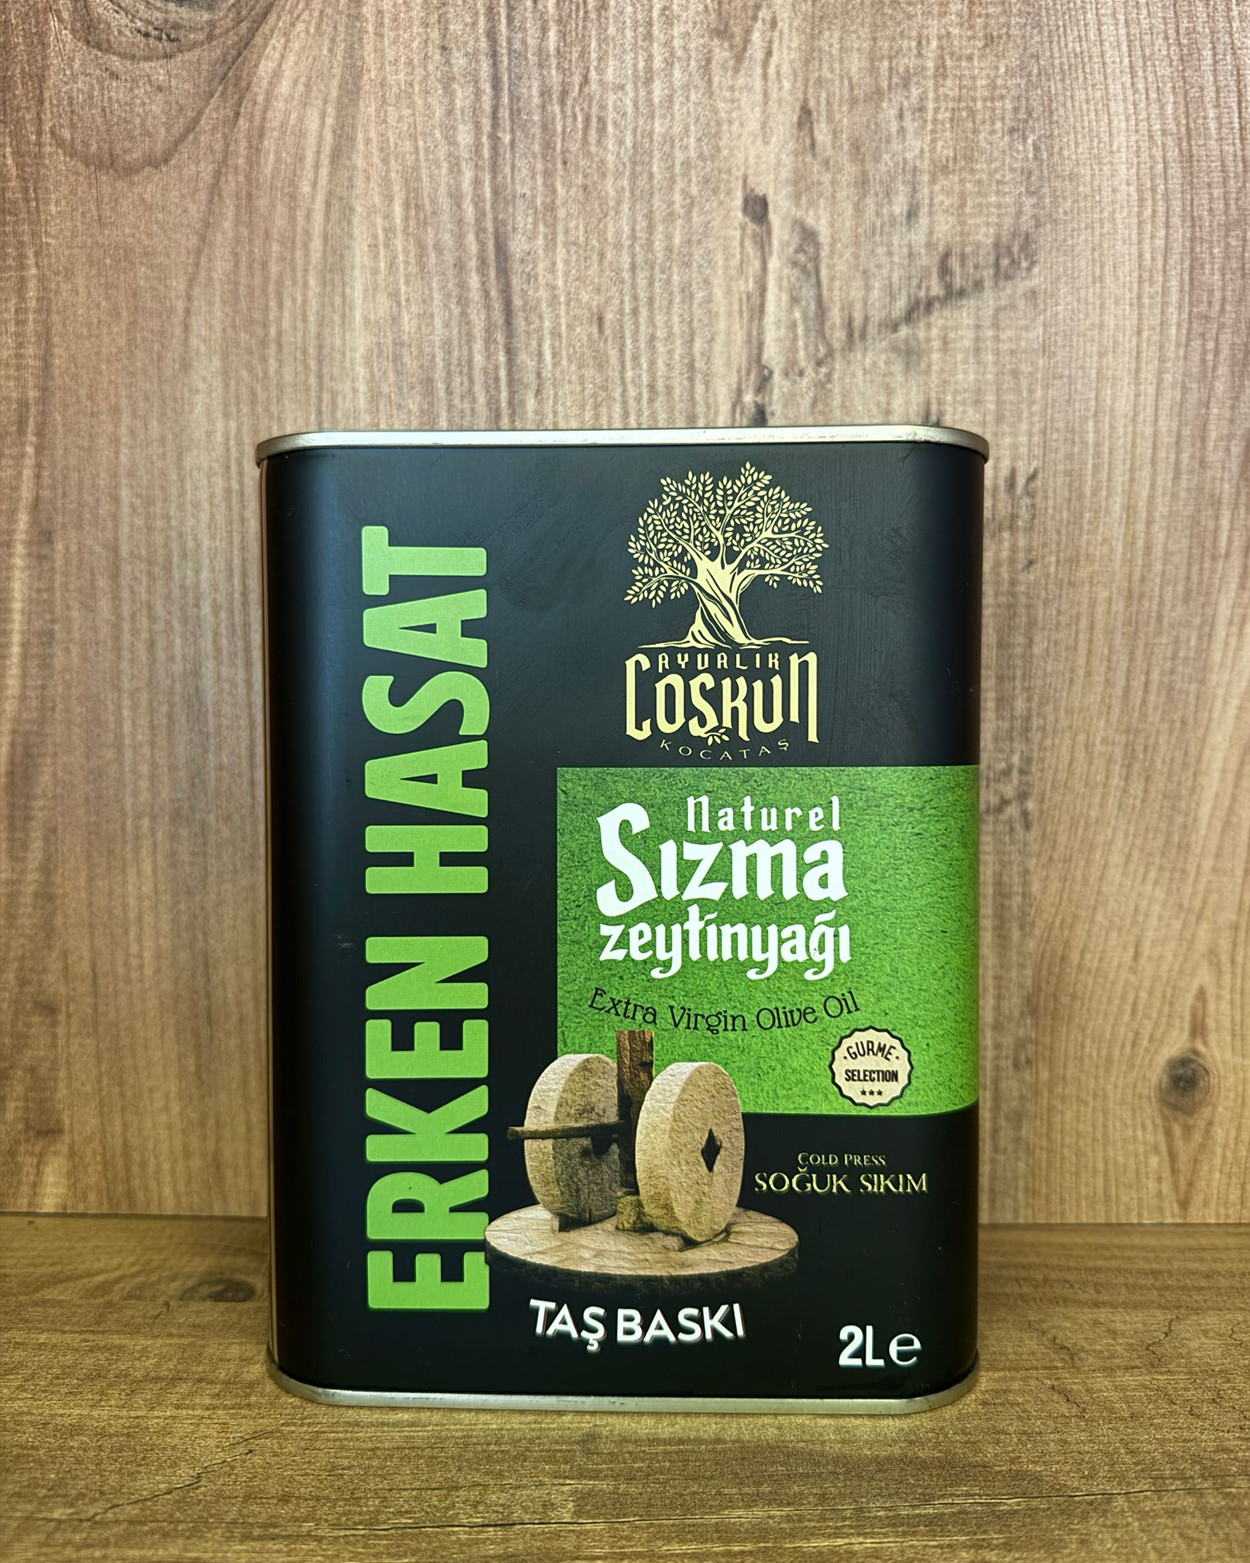 ERKEN HASAT
AYVALIK
COŞKUN
KOCATAŞ
Naturel
Sızma
zeytinyağı
Extra Virgin Olive Oil
GURME
SELECTION
COLD PRESS
SOĞUK SIKIM
TAŞ BASKI
2L℮